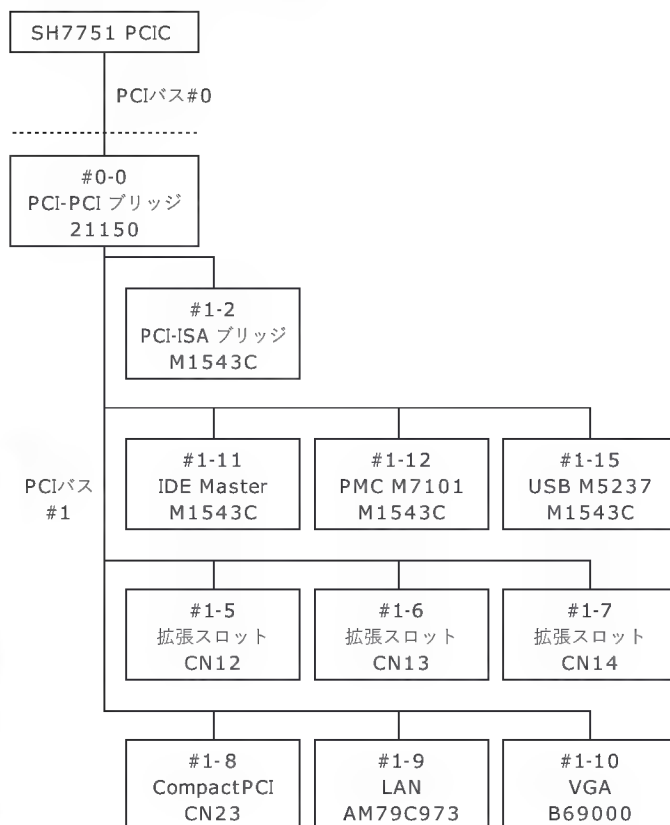 SH7751 PCIC
PCIバス#0
#0-0
PCI-PCI ブリッジ
21150
#1-2
PCI-ISA ブリッジ
M1543C
PCIバス
#1
#1-11
IDE Master
M1543C
#1-12
PMC M7101
M1543C
#1-15
USB M5237
M1543C
#1-5
拡張スロット
CN12
#1-6
拡張スロット
CN13
#1-7
拡張スロット
CN14
#1-8
CompactPCI
CN23
#1-9
LAN
AM79C973
#1-10
VGA
B69000